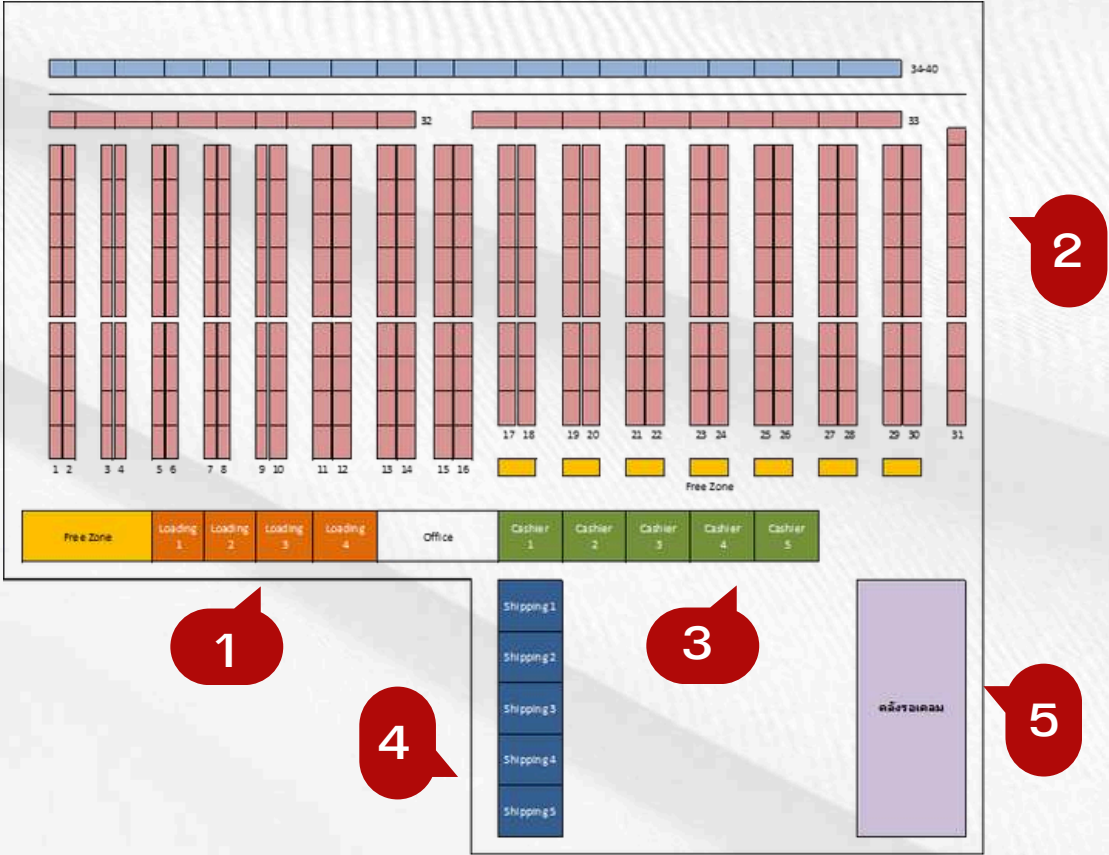 34-40
32
33
2
17 18 19 20 21 22 23 24 25 26 27 28 29 30 31
1 2 3 4 5 6 7 8 9 10 11 12 13 14 15 16
Free Zone
Free Zone
Loading
1
Loading
2
Loading
3
Loading
4
Office
Cashier
1
Cashier
2
Cashier
3
Cashier
4
Cashier
5
1
3
Shipping 1
Shipping 2
Shipping 3
Shipping 4
Shipping 5
4
คลังรอเคลม
5